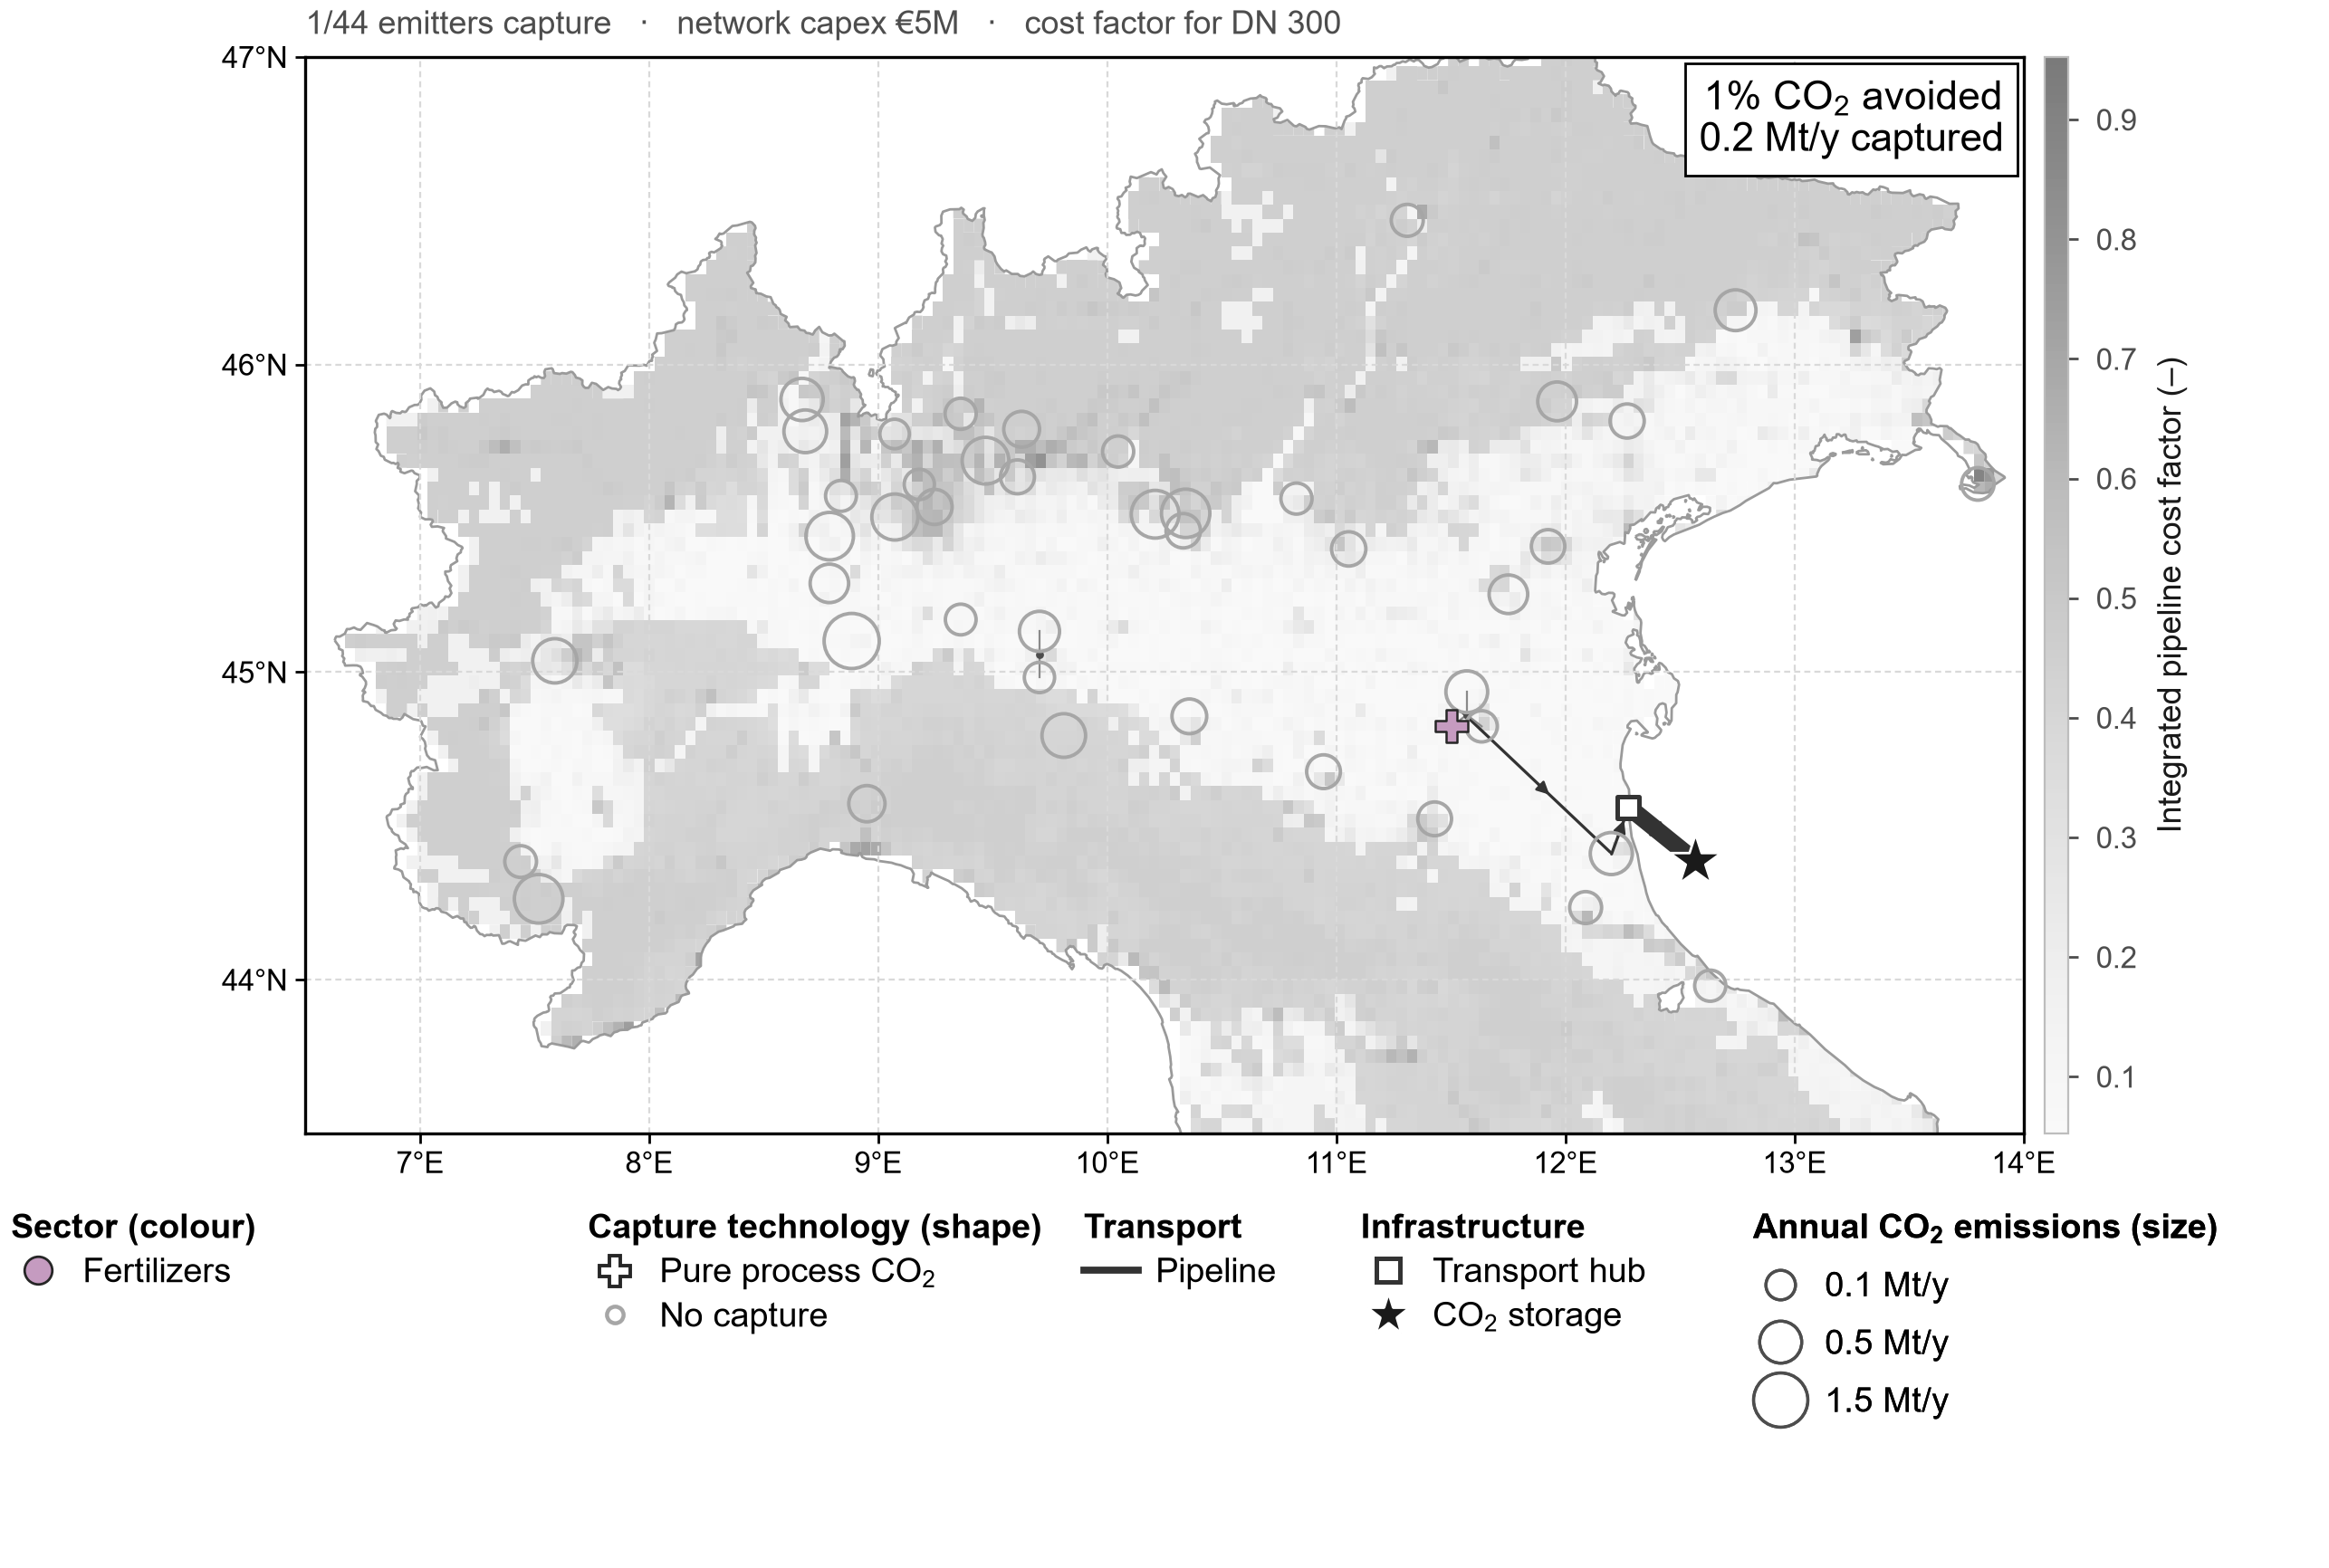 1/44 emitters capture · network capex €5M · cost factor for DN 300
1% CO₂ avoided
0.2 Mt/y captured
47°N
46°N
45°N
44°N
7°E
8°E
9°E
10°E
11°E
12°E
13°E
14°E
0.9
0.8
0.7
0.6
0.5
0.4
0.3
0.2
0.1
Integrated pipeline cost factor (–)
Sector (colour)
Fertilizers
Capture technology (shape)
Pure process CO₂
No capture
Transport
Pipeline
Infrastructure
Transport hub
CO₂ storage
Annual CO₂ emissions (size)
0.1 Mt/y
0.5 Mt/y
1.5 Mt/y